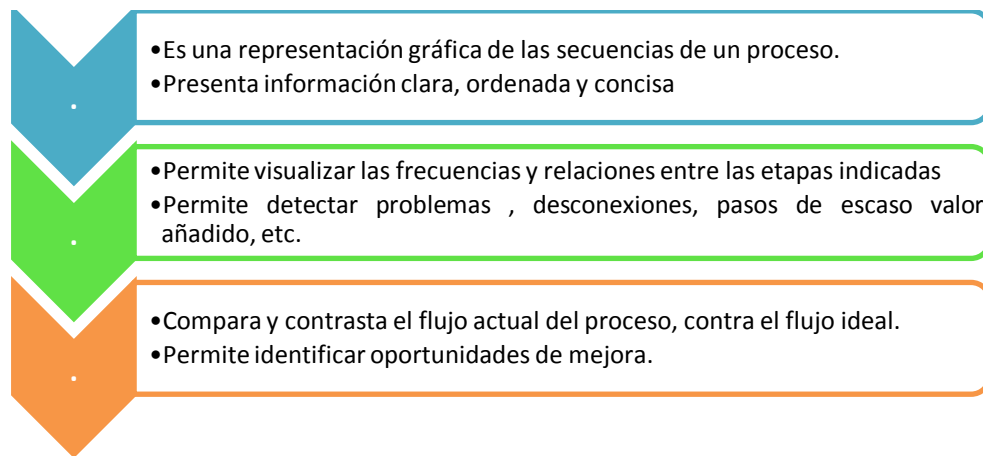 •Es una representación gráfica de las secuencias de un proceso.
•Presenta información clara, ordenada y concisa
•Permite visualizar las frecuencias y relaciones entre las etapas indicadas
•Permite detectar problemas , desconexiones, pasos de escaso valor
añadido, etc.
•Compara y contrasta el flujo actual del proceso, contra el flujo ideal.
•Permite identificar oportunidades de mejora.